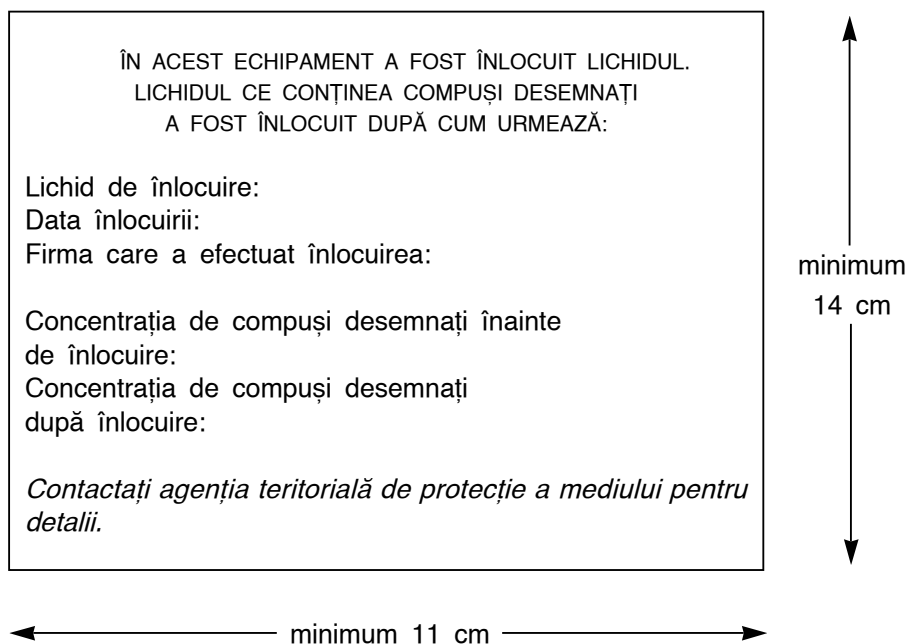 ÎN ACEST ECHIPAMENT A FOST ÎNLOCUIT LICHIDUL.
LICHIDUL CE CONȚINEA COMPUȘI DESEMNAȚI
A FOST ÎNLOCUIT DUPĂ CUM URMEAZĂ:
Lichid de înlocuire:
Data înlocuirii:
Firma care a efectuat înlocuirea:
Concentrația de compuși desemnați înainte
de înlocuire:
Concentrația de compuși desemnați
după înlocuire:
Contactați agenția teritorială de protecție a mediului pentru
detalii.
minimum
14 cm
minimum 11 cm